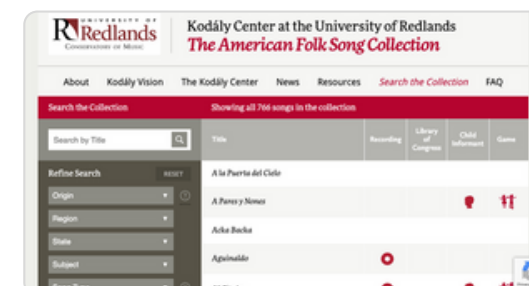 UNIVERSITY OF
Redlands
Conservatory of Music
Kodály Center at the University of Redlands
The American Folk Song Collection
About Kodály Vision The Kodály Center News Resources Search the Collection FAQ
Search the Collection Showing all 766 songs in the collection
Search by Title
Title Recording Library of Congress Child Informant Game
Refine Search RESET
A la Puerta del Cielo
Origin ?
A Pares y Nones
Region
Acka Backa
State
Aguinaldo
Subject